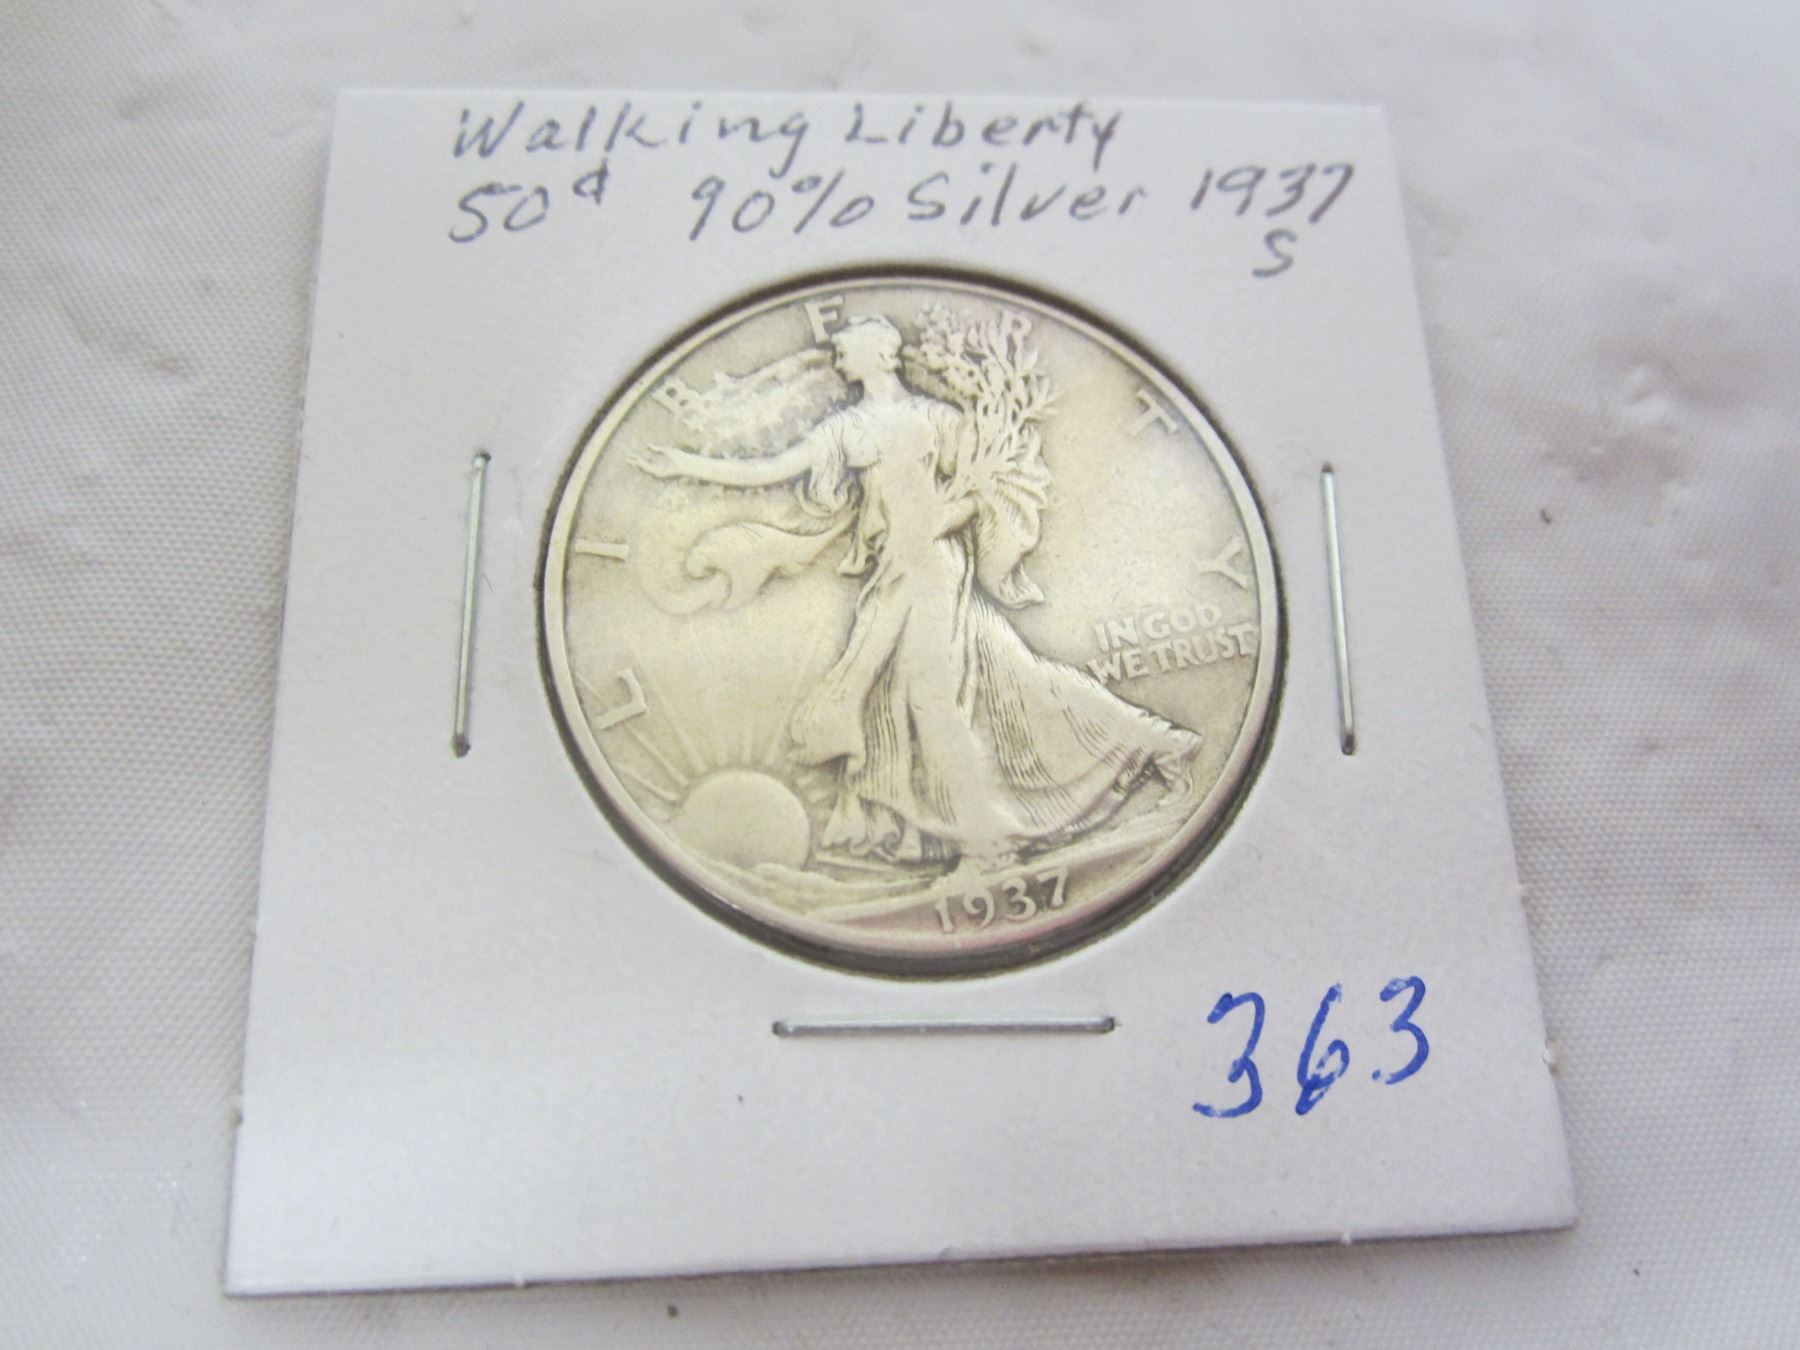 Walking Liberty
50¢ 90% Silver 1937
S
LIBERTY
IN GOD
WE TRUST
1937
363